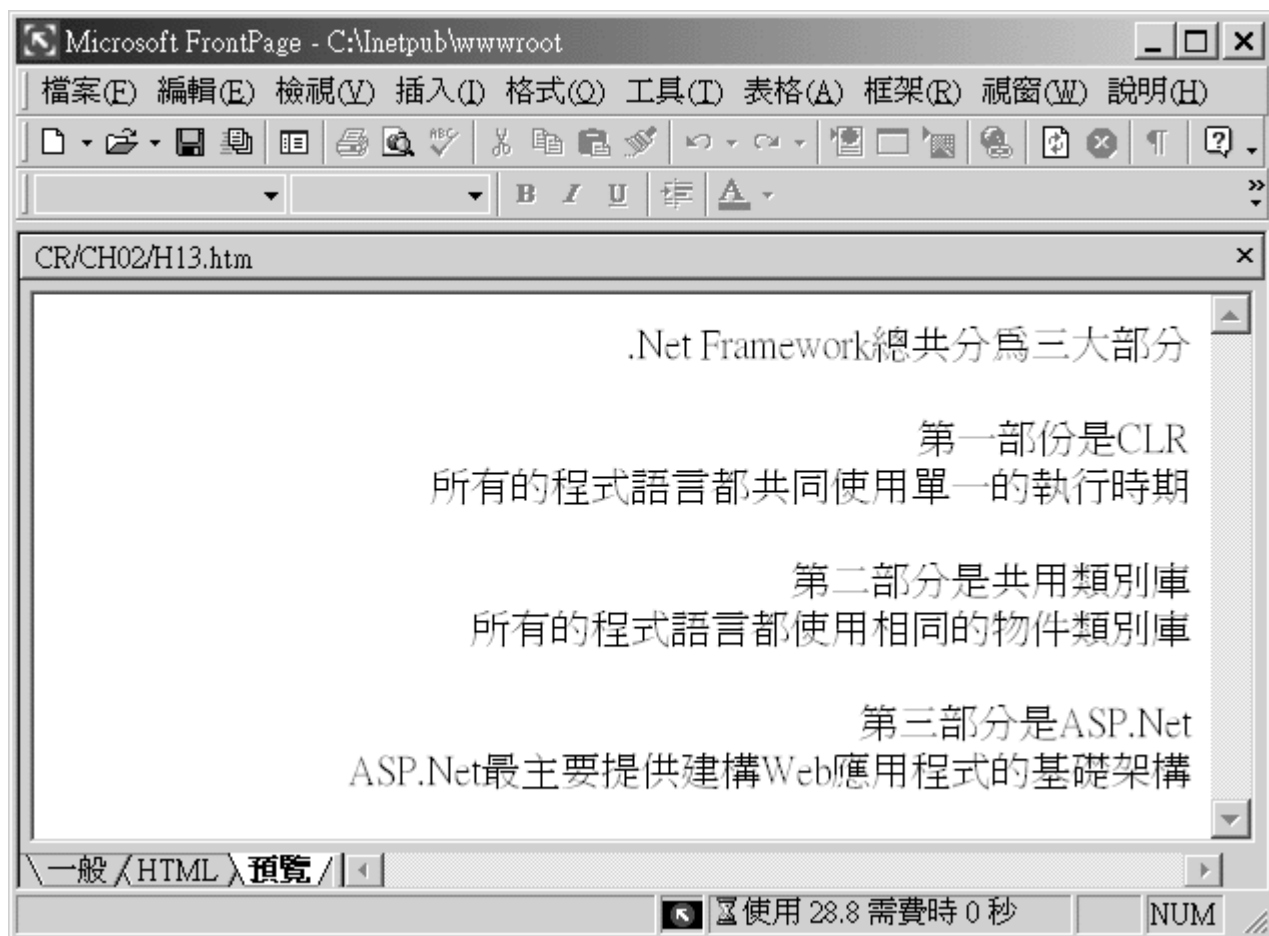 Microsoft FrontPage - C:\Inetpub\wwwroot
檔案(F) 編輯(E) 檢視(V) 插入(I) 格式(O) 工具(T) 表格(A) 框架(R) 視窗(W) 說明(H)
ABC
B I U A
CR/CH02/H13.htm
.Net Framework總共分為三大部分
第一部份是CLR
所有的程式語言都共同使用單一的執行時期
第二部分是共用類別庫
所有的程式語言都使用相同的物件類別庫
第三部分是ASP.Net
ASP.Net最主要提供建構Web應用程式的基礎架構
一般 HTML 預覽
使用 28.8 需費時 0 秒 NUM